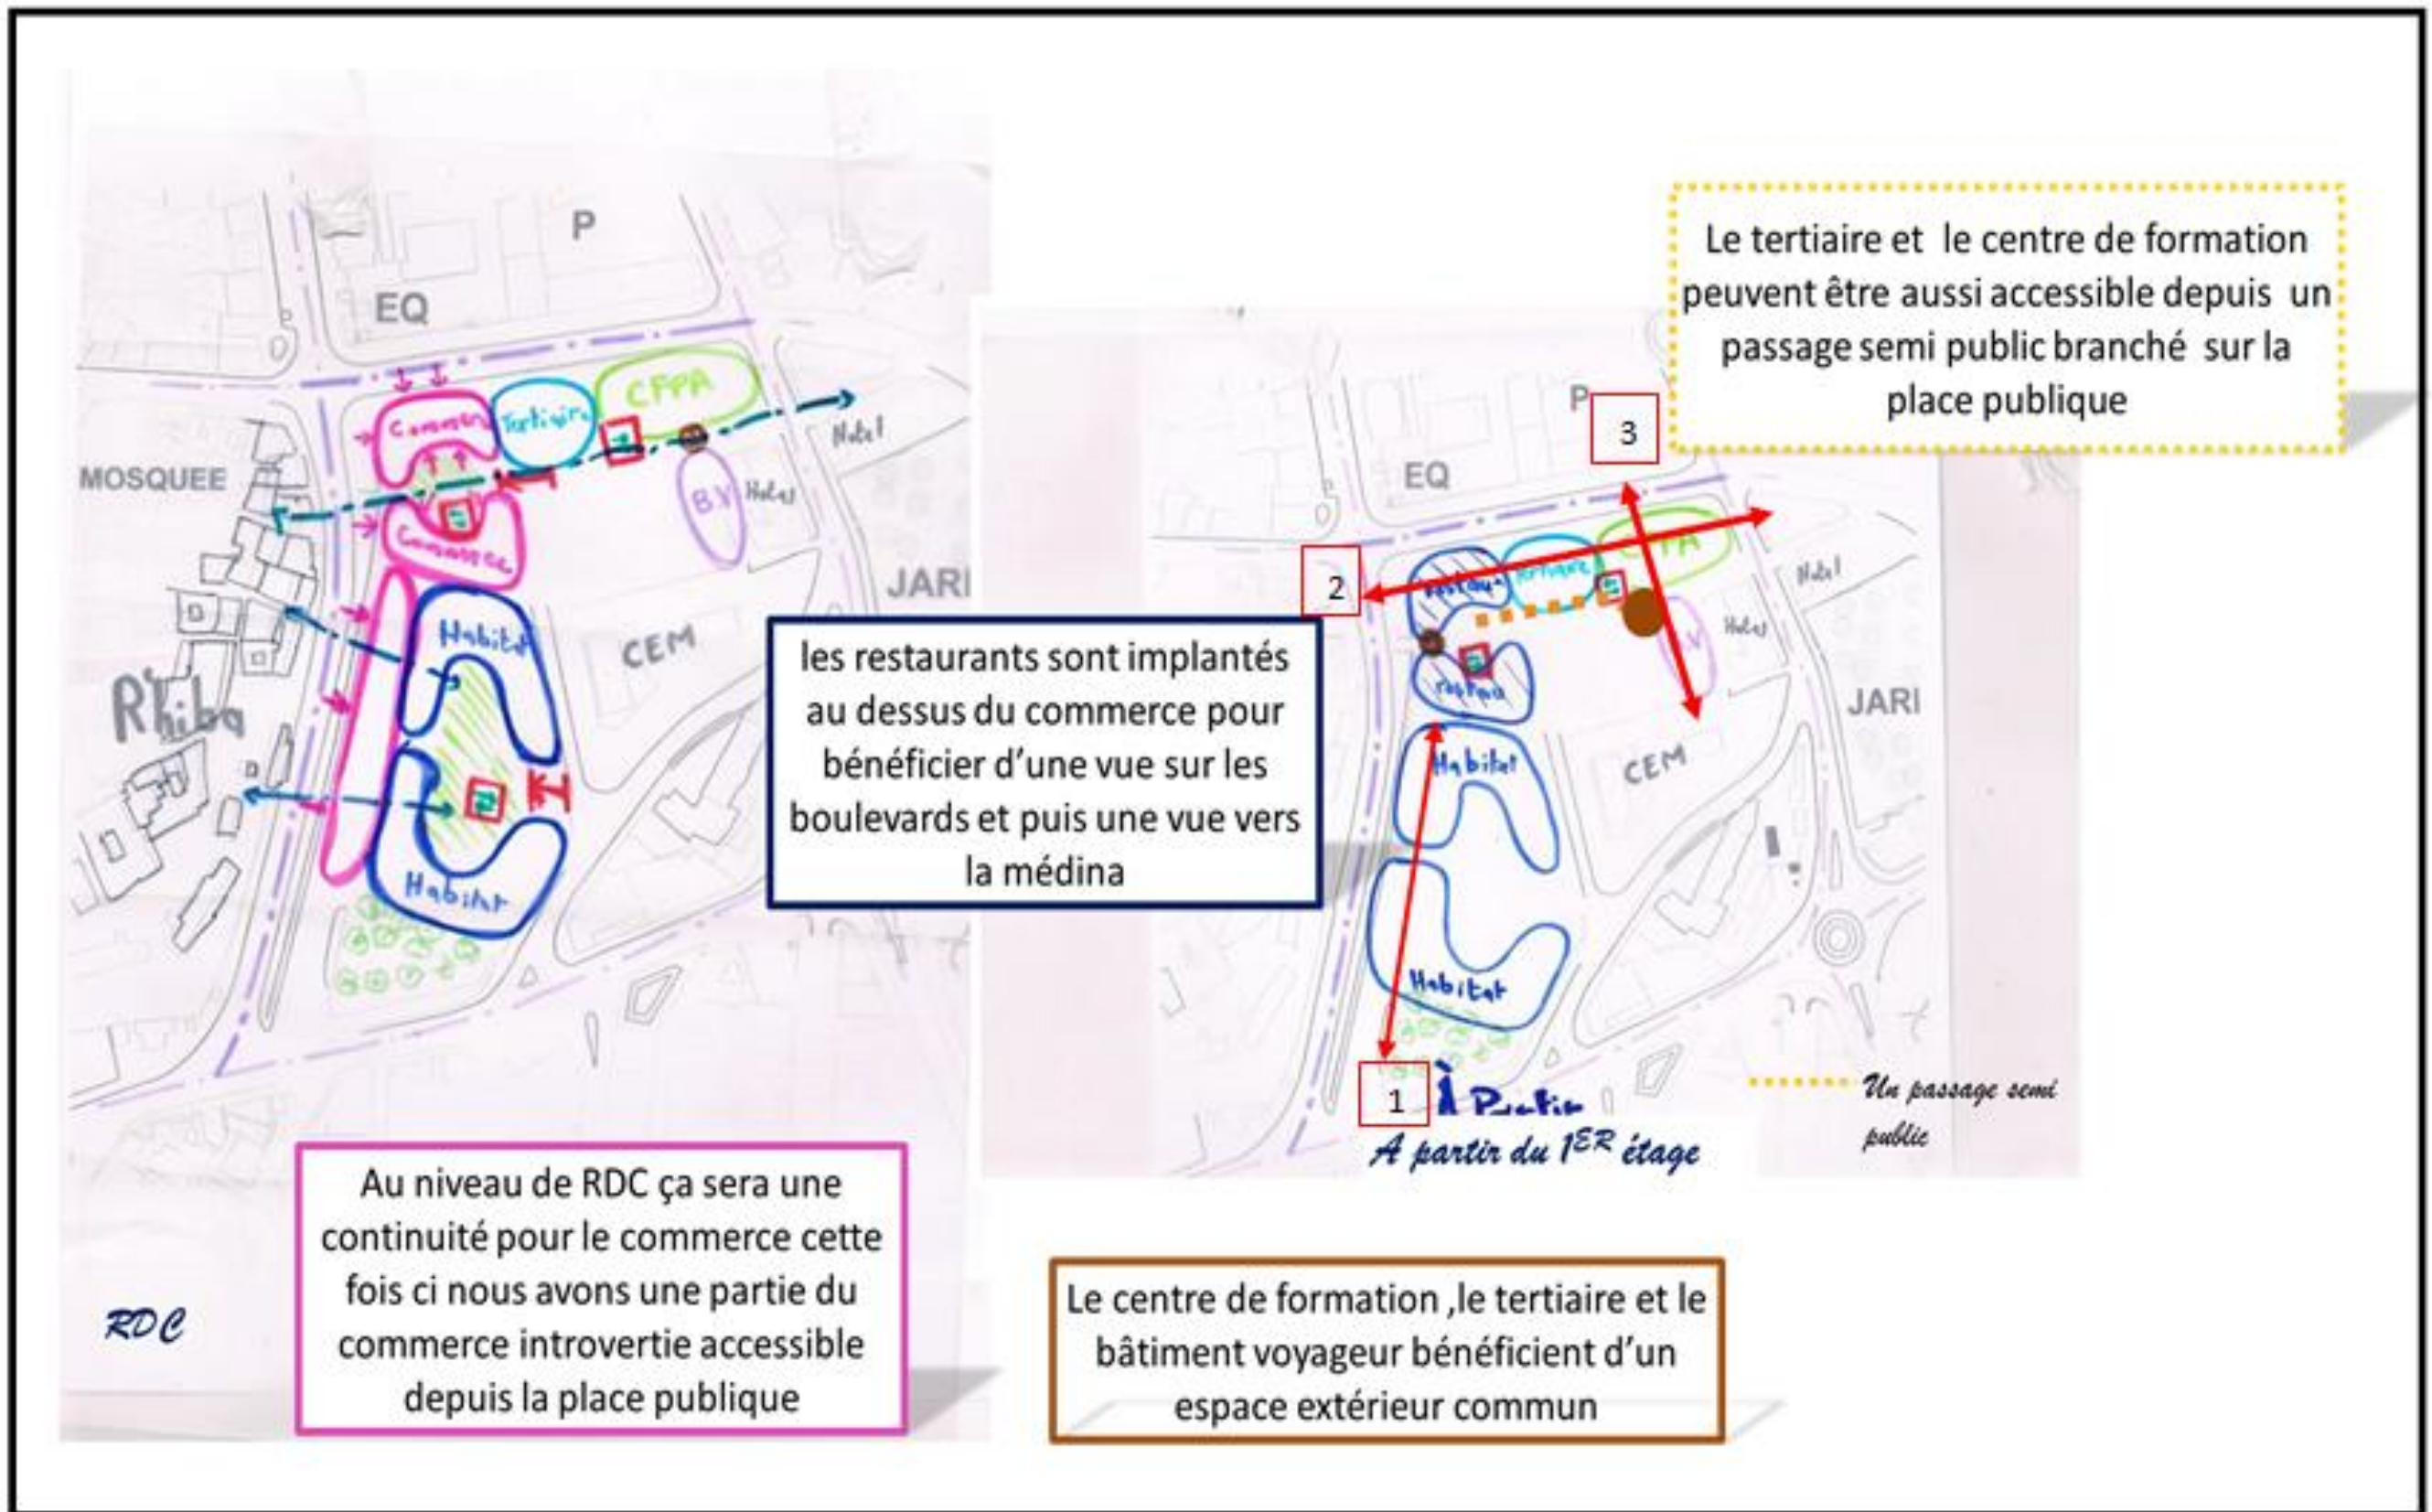 P
EQ
CFPA
Commerc
Tertiaire
Hotel
MOSQUEE
B.V
Commerce
JARI
Habitat
CEM
R'hiba
Habitat
Au niveau de RDC ça sera une
continuité pour le commerce cette
fois ci nous avons une partie du
commerce introvertie accessible
depuis la place publique
RDC
les restaurants sont implantés
au dessus du commerce pour
bénéficier d'une vue sur les
boulevards et puis une vue vers
la médina
Le tertiaire et le centre de formation
peuvent être aussi accessible depuis un
passage semi public branché sur la
place publique
P
3
EQ
2
Tertiaire
Hotel
JARI
Habitat
CEM
Habitat
1
À Partir
A partir du 1ER étage
Un passage semi
public
Le centre de formation ,le tertiaire et le
bâtiment voyageur bénéficient d'un
espace extérieur commun